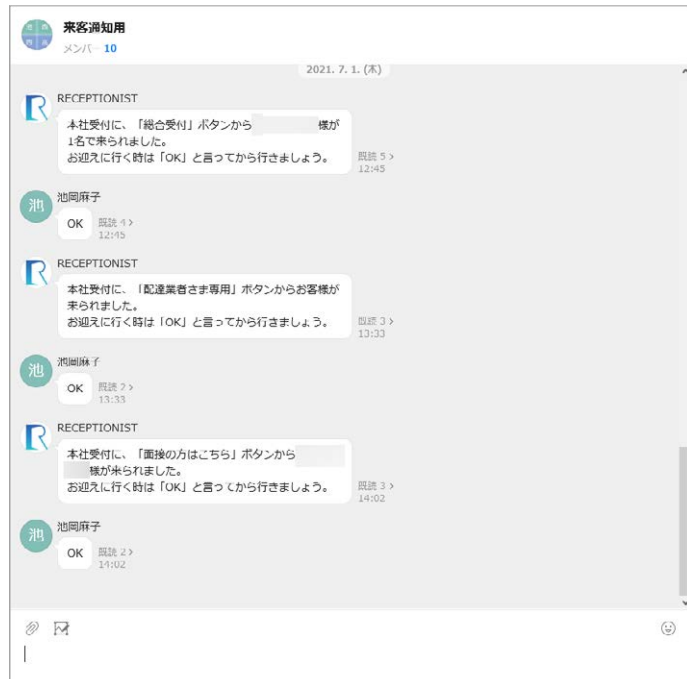 来客通知用
メンバー 10
2021. 7. 1. (木)
RECEPTIONIST
本社受付に、「総合受付」ボタンから 様が
1名で来られました。
お迎えに行く時は「OK」と言ってから行きましょう。
既読 5 >
12:45
池
池岡麻子
OK
既読 4 >
12:45
RECEPTIONIST
本社受付に、「配達業者さま専用」ボタンからお客様が
来られました。
お迎えに行く時は「OK」と言ってから行きましょう。
既読 3 >
13:33
池
池岡麻子
OK
既読 2 >
13:33
RECEPTIONIST
本社受付に、「面接の方はこちら」ボタンから
様が来られました。
お迎えに行く時は「OK」と言ってから行きましょう。
既読 3 >
14:02
池
池岡麻子
OK
既読 2 >
14:02